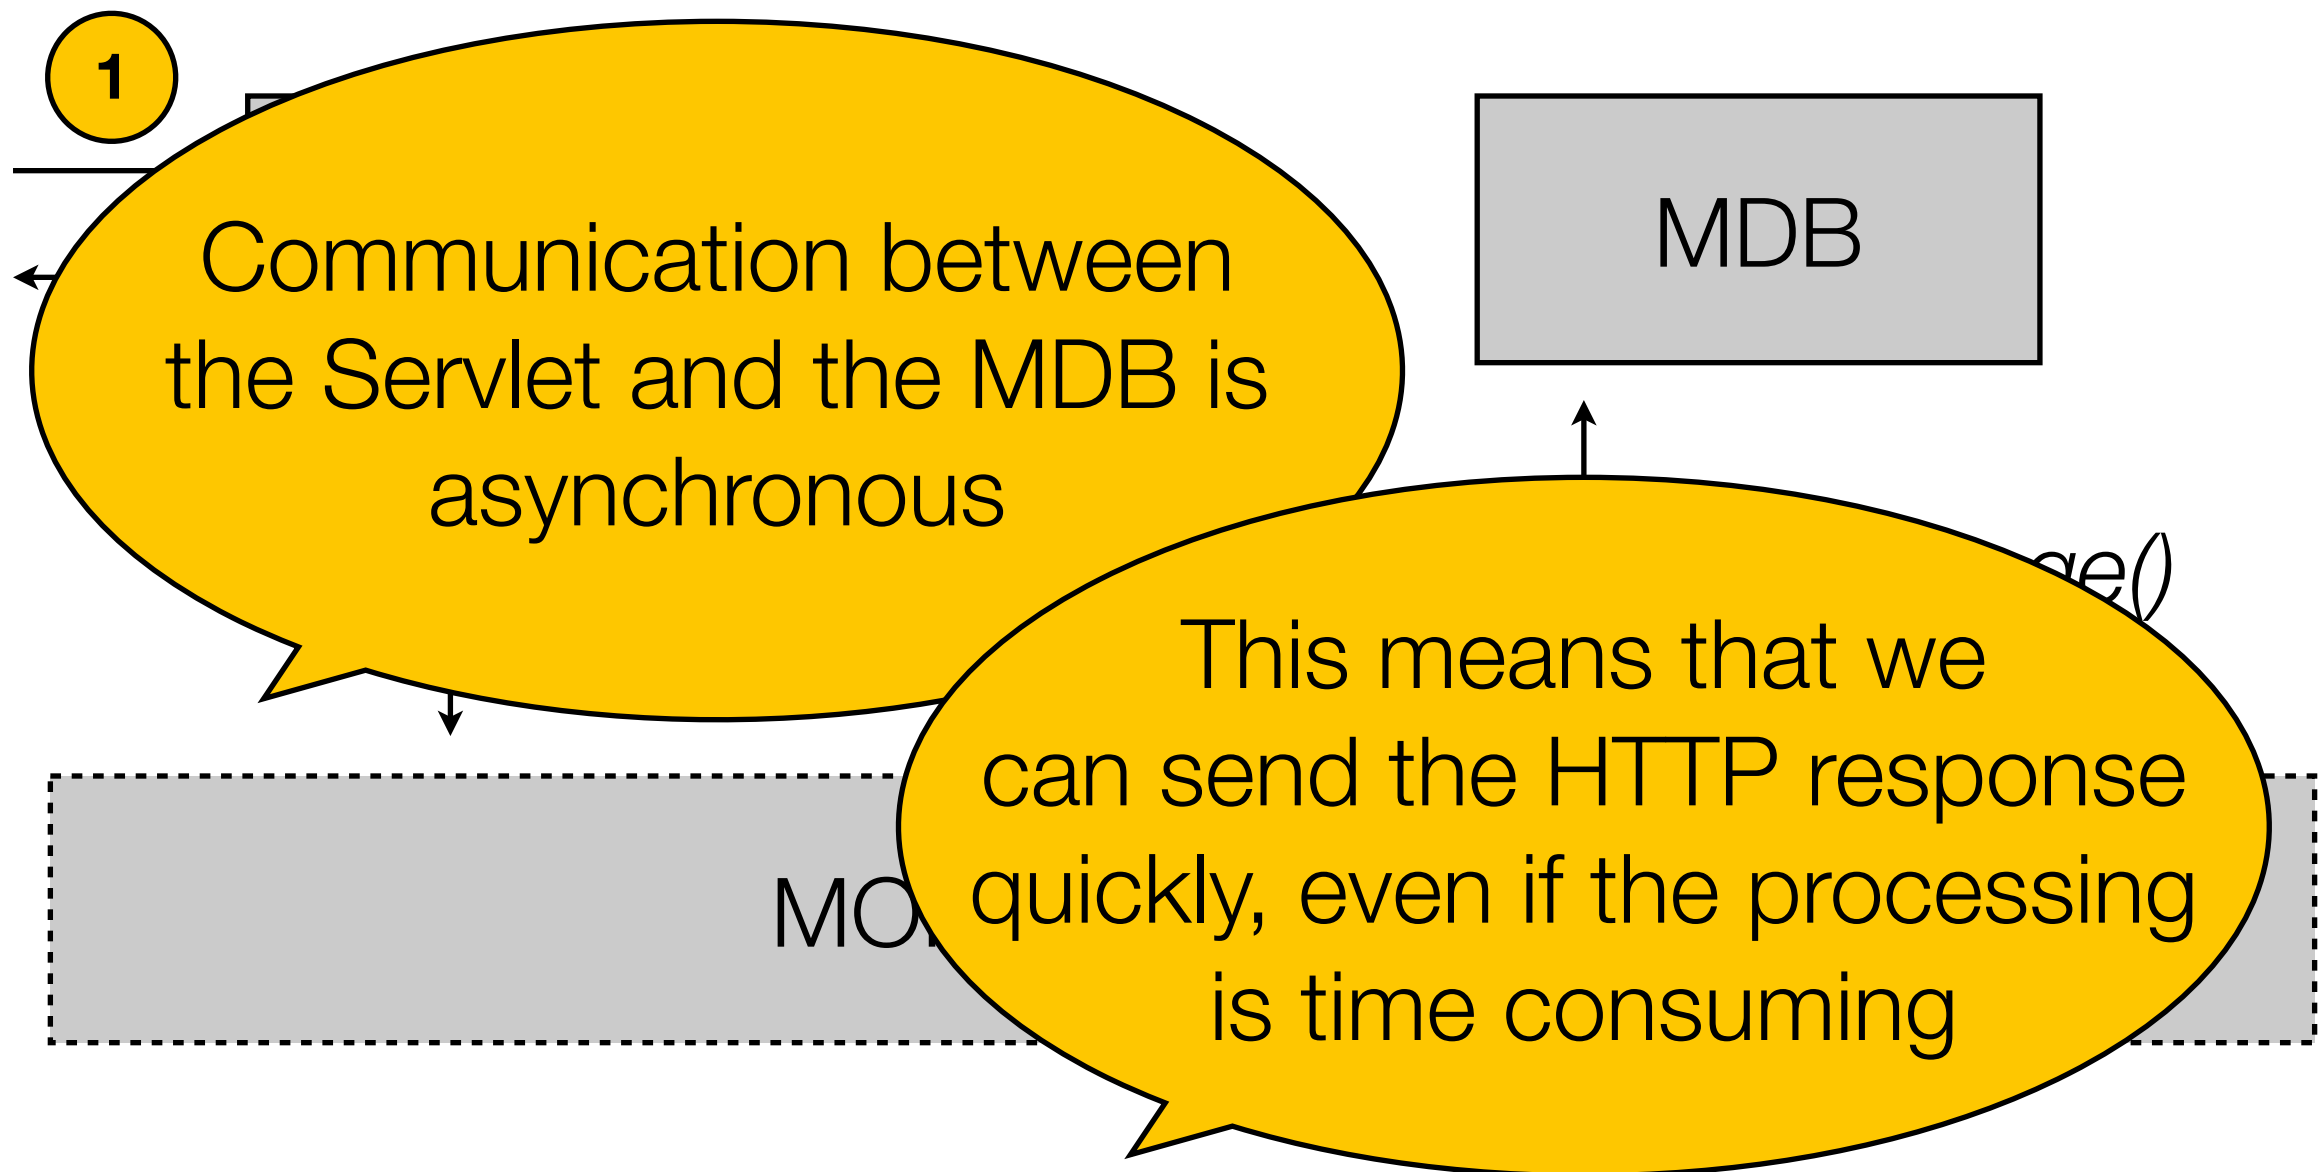 1
Communication between
the Servlet and the MDB is
asynchronous
MDB
ge()
This means that we
can send the HTTP response
quickly, even if the processing
is time consuming